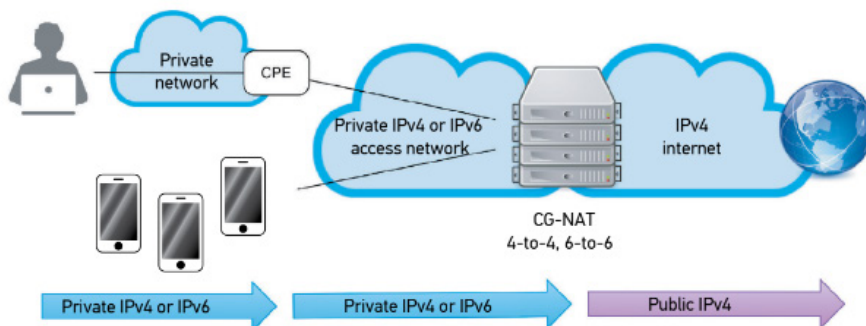 Private
network
CPE
Private IPv4 or IPv6
access network
IPv4
internet
CG-NAT
4-to-4, 6-to-6
Private IPv4 or IPv6
Private IPv4 or IPv6
Public IPv4